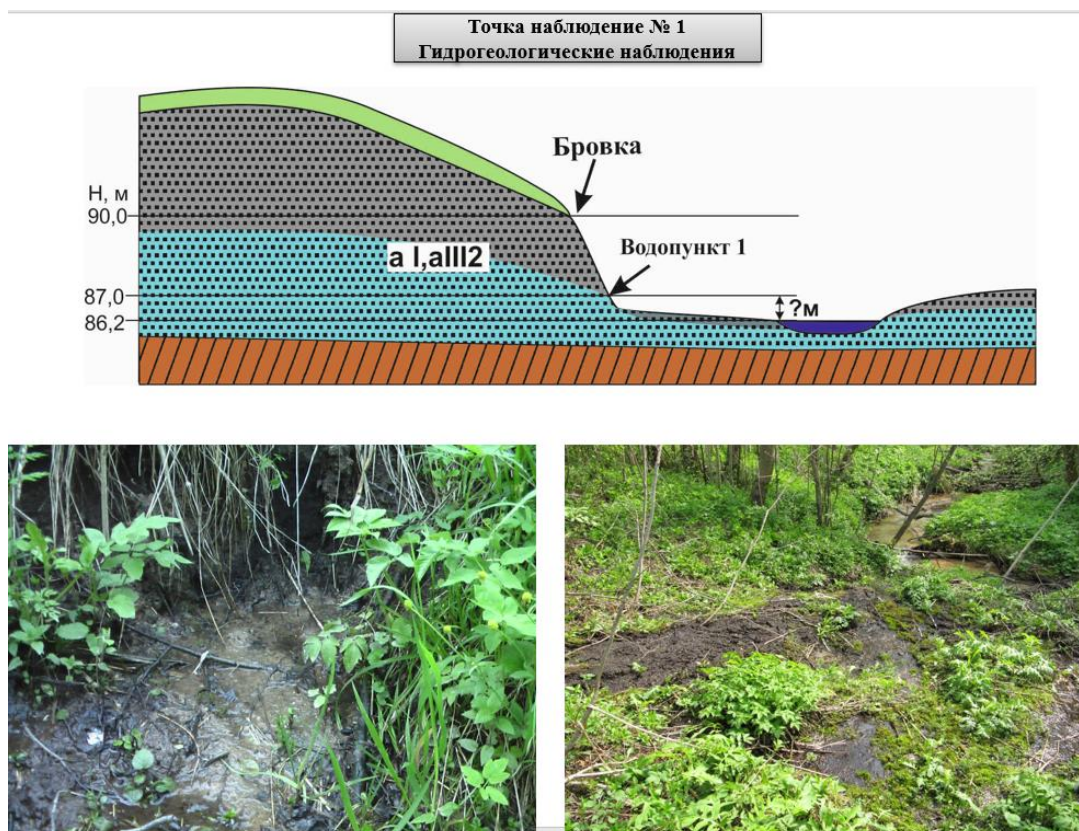 Точка наблюдение № 1
Гидрогеологические наблюдения
Бровка
Н, м
90,0
Водопункт 1
a I,aIII2
87,0
?м
86,2